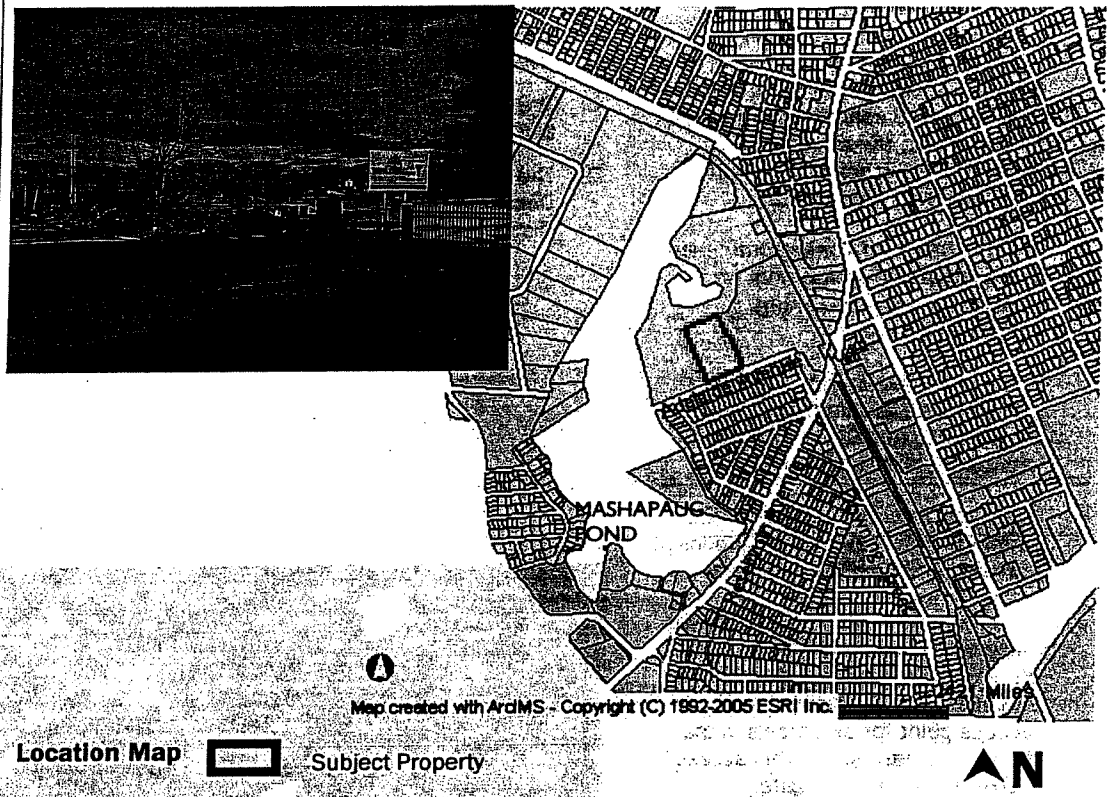 MASHAPAUG
POND
Miles
Map created with ArcIMS - Copyright (C) 1992-2005 ESRI Inc.
Location Map
Subject Property
N